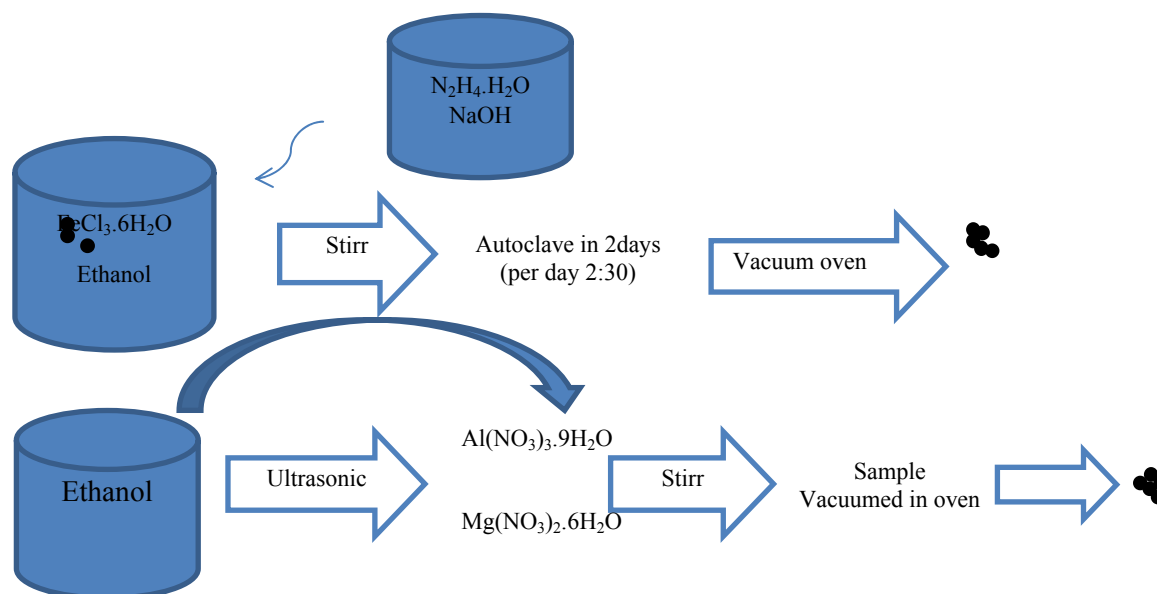 N₂H₄.H₂O
NaOH
FeCl₃.6H₂O
Ethanol
Stirr
Autoclave in 2days
(per day 2:30)
Vacuum oven
Ethanol
Ultrasonic
Al(NO₃)₃.9H₂O
Mg(NO₃)₂.6H₂O
Stirr
Sample
Vacuumed in oven